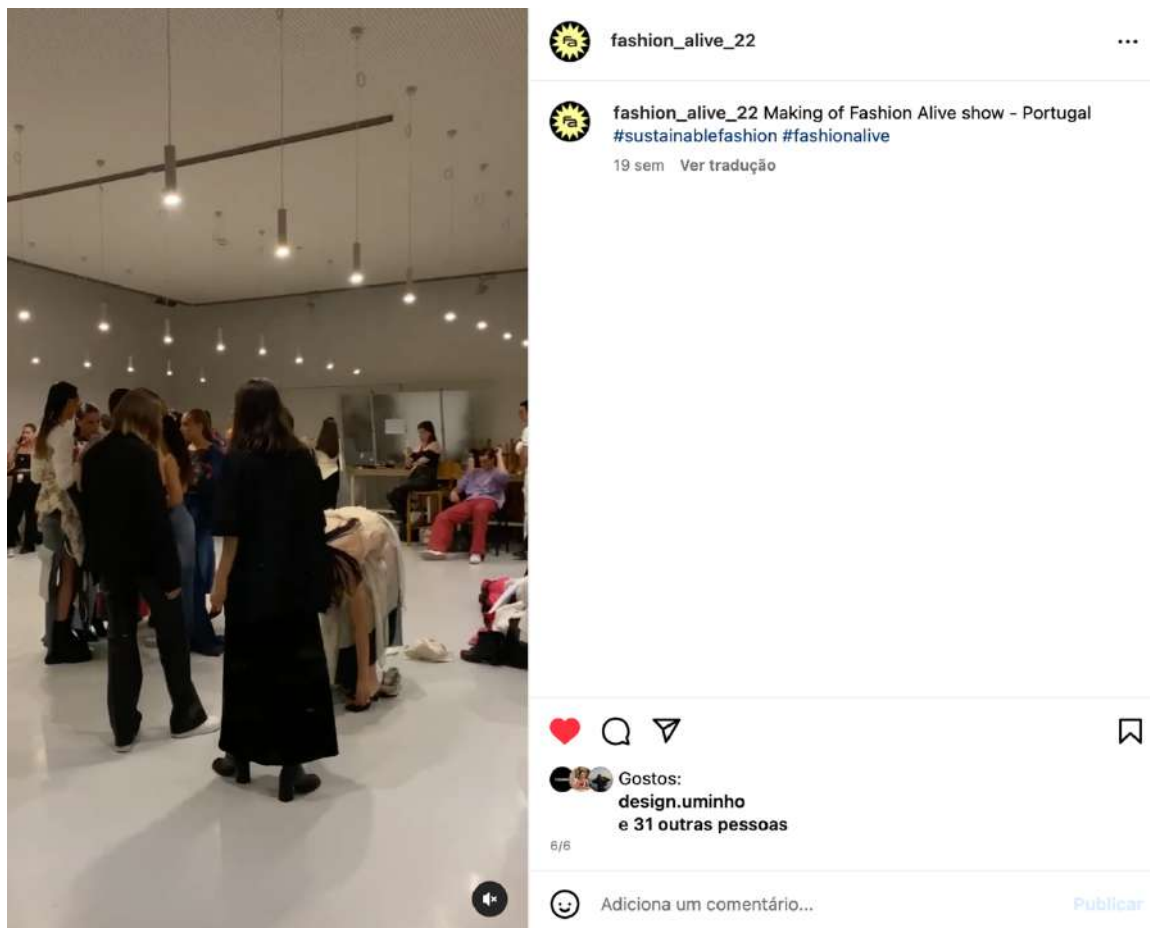 fashion_alive_22
fashion_alive_22 Making of Fashion Alive show - Portugal
#sustainablefashion #fashionalive
19 sem Ver tradução
Gostos:
design.uminho
e 31 outras pessoas
6/6
Adiciona um comentário...
Publicar